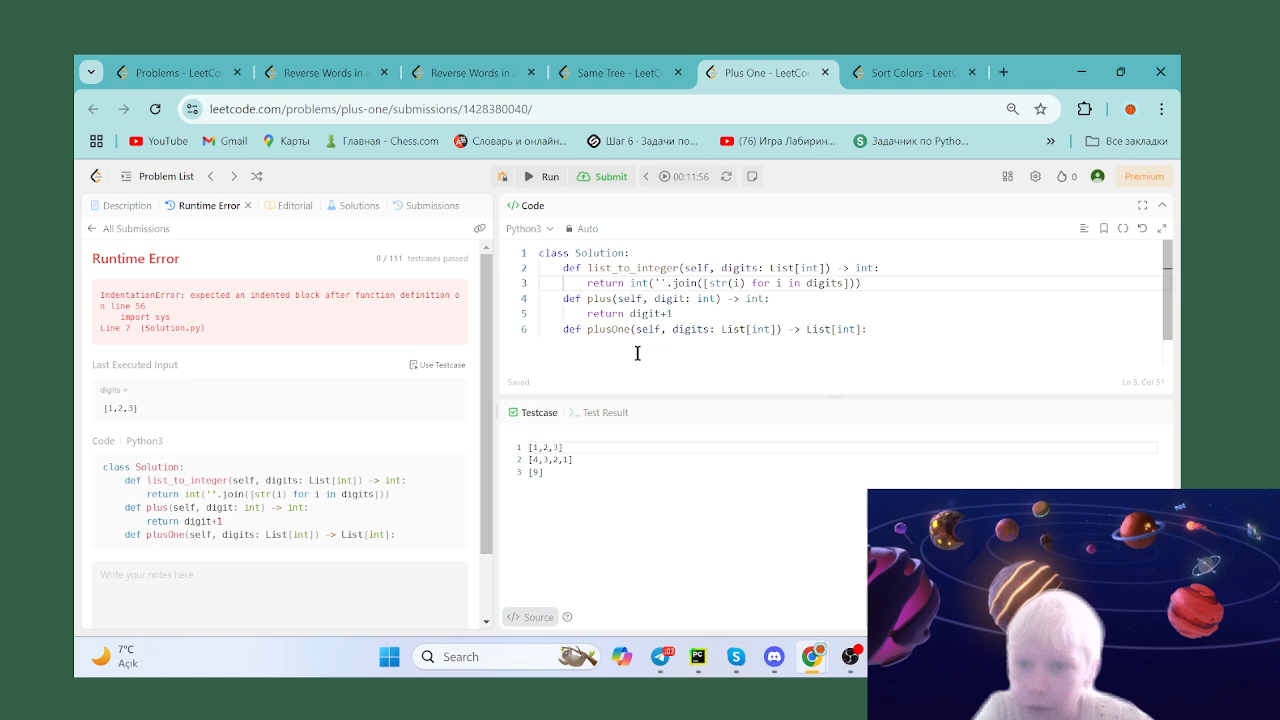 Problems - LeetCo
Reverse Words in a
Reverse Words in a
Same Tree - LeetCo
Plus One - LeetCo
Sort Colors - LeetC
leetcode.com/problems/plus-one/submissions/1428380040/
YouTube
Gmail
Карты
Главная - Chess.com
Словарь и онлайн...
Шаг 6 · Задачи по...
(76) Игра Лабирин...
Задачник по Pytho...
»
Все закладки
Problem List
Run
Submit
00:11:56
0
Premium
Description
Runtime Error
Editorial
Solutions
Submissions
All Submissions
Runtime Error
0 / 111 testcases passed
IndentationError: expected an indented block after function definition o
n line 56
import sys
Line 7 (Solution.py)
Last Executed Input
Use Testcase
digits =
[1,2,3]
Code | Python3
class Solution:
def list_to_integer(self, digits: List[int]) -> int:
return int(''.join([str(i) for i in digits]))
def plus(self, digit: int) -> int:
return digit+1
def plusOne(self, digits: List[int]) -> List[int]:
Write your notes here
</> Code
Python3
Auto
1 class Solution:
2 def list_to_integer(self, digits: List[int]) -> int:
3 return int(''.join([str(i) for i in digits]))
4 def plus(self, digit: int) -> int:
5 return digit+1
6 def plusOne(self, digits: List[int]) -> List[int]:
Saved
Ln 3, Col 51
Testcase
Test Result
1 [1,2,3]
2 [4,3,2,1]
3 [9]
</> Source
7°C
Açık
Search
PC